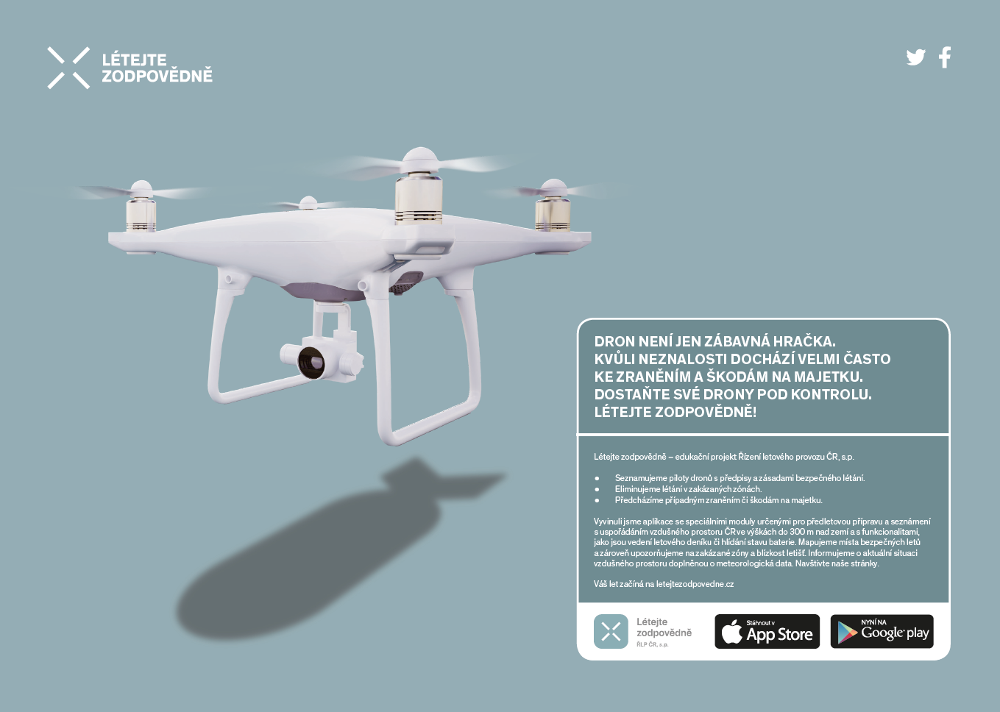 LÉTEJTE
ZODPOVĚDNĚ
DRON NENÍ JEN ZÁBAVNÁ HRAČKA.
KVŮLI NEZNALOSTI DOCHÁZÍ VELMI ČASTO
KE ZRANĚNÍM A ŠKODÁM NA MAJETKU.
DOSTAŇTE SVÉ DRONY POD KONTROLU.
LÉTEJTE ZODPOVĚDNĚ!
Létejte zodpovědně – edukační projekt Řízení letového provozu ČR, s.p.
● Seznamujeme piloty dronů s předpisy a zásadami bezpečného létání.
● Eliminujeme létání v zakázaných zónách.
● Předcházíme případným zraněním či škodám na majetku.
Vyvinuli jsme aplikace se speciálními moduly určenými pro předletovou přípravu a seznámení
s uspořádáním vzdušného prostoru ČR ve výškách do 300 m nad zemí a s funkcionalitami,
jako jsou vedení letového deníku či hlídání stavu baterie. Mapujeme místa bezpečných letů
a zároveň upozorňujeme na zakázané zóny a blízkost letišť. Informujeme o aktuální situaci
vzdušného prostoru doplněnou o meteorologická data. Navštivte naše stránky.
Váš let začíná na letejtezodpovedne.cz
Létejte
zodpovědně
ŘLP ČR, s.p.
Stáhnout v
App Store
NYNÍ NA
Google play